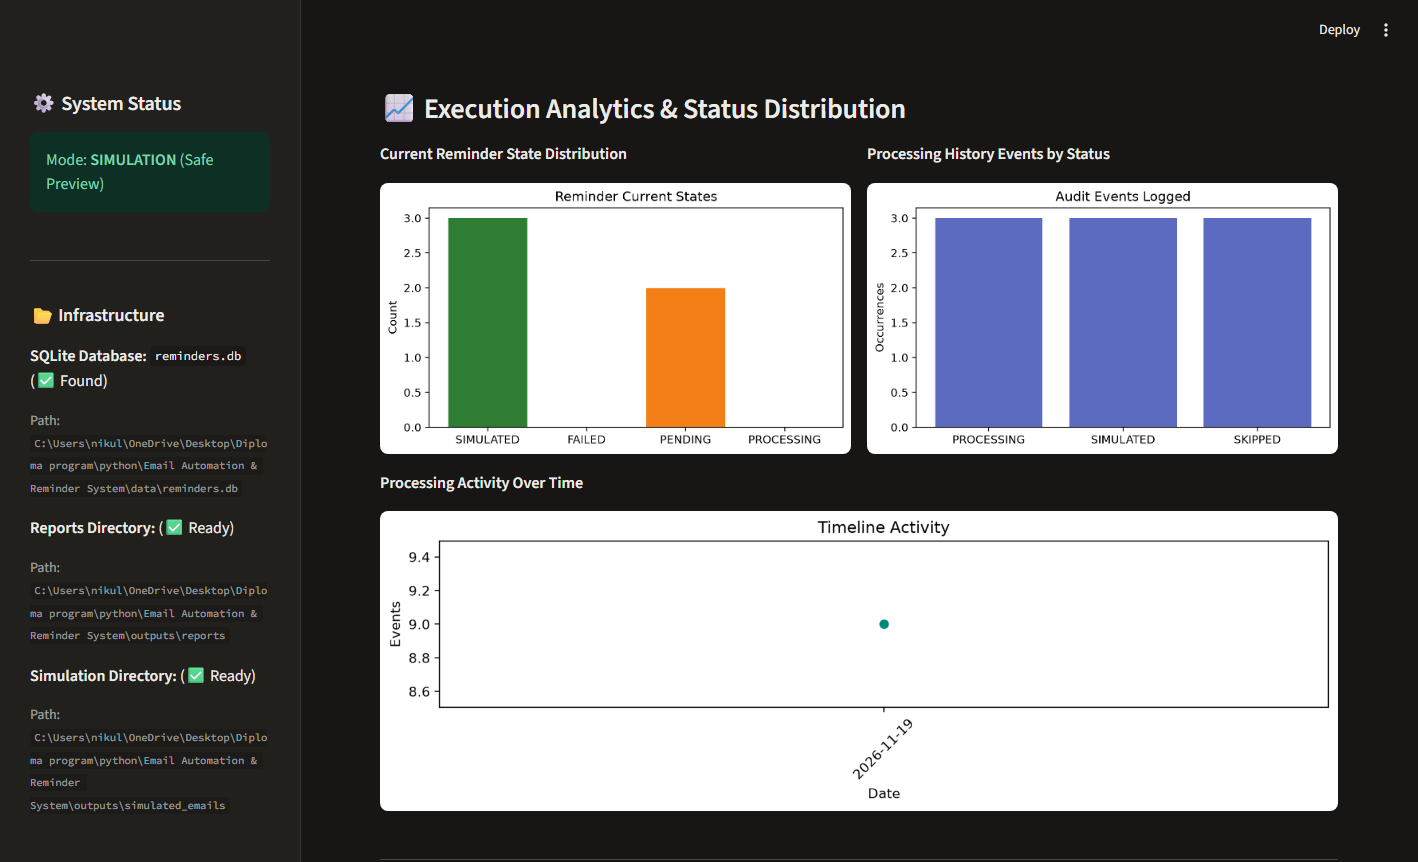 Deploy
System Status
Mode: SIMULATION (Safe
Preview)
Infrastructure
SQLite Database: reminders.db
(✅ Found)
Path:
C:\Users\nikul\OneDrive\Desktop\Diplo
ma program\python\Email Automation &
Reminder System\data\reminders.db
Reports Directory: (✅ Ready)
Path:
C:\Users\nikul\OneDrive\Desktop\Diplo
ma program\python\Email Automation &
Reminder System\outputs\reports
Simulation Directory: (✅ Ready)
Path:
C:\Users\nikul\OneDrive\Desktop\Diplo
ma program\python\Email Automation &
Reminder
System\outputs\simulated_emails
Execution Analytics & Status Distribution
Current Reminder State Distribution
Reminder Current States
Count
3.0
2.5
2.0
1.5
1.0
0.5
0.0
SIMULATED FAILED PENDING PROCESSING
Processing History Events by Status
Audit Events Logged
Occurrences
3.0
2.5
2.0
1.5
1.0
0.5
0.0
PROCESSING SIMULATED SKIPPED
Processing Activity Over Time
Timeline Activity
Events
9.4
9.2
9.0
8.8
8.6
2026-11-19
Date